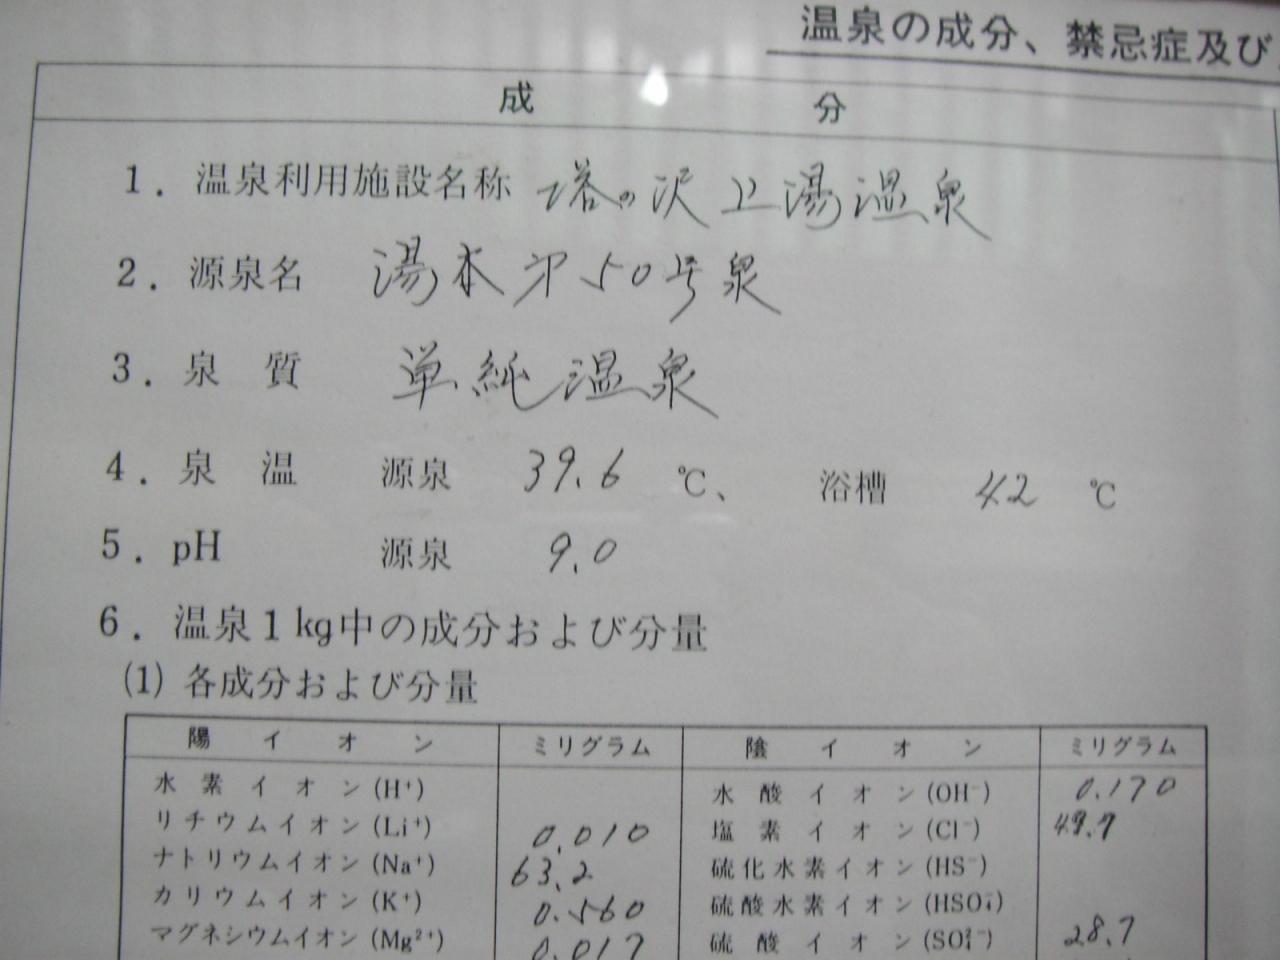 温泉の成分、禁忌症及び
成 分
1. 温泉利用施設名称 塔の沢上湯温泉
2. 源泉名 湯本第50号泉
3. 泉 質 単純温泉
4. 泉 温 源泉 39.6 ℃、 浴槽 42 ℃
5. pH 源泉 9.0
6. 温泉1kg中の成分および分量
(1) 各成分および分量
陽イオン ミリグラム 陰イオン ミリグラム
水素イオン(H⁺) 水酸イオン(OH⁻) 0.170
リチウムイオン(Li⁺) 0.010 塩素イオン(Cl⁻) 49.7
ナトリウムイオン(Na⁺) 63.2 硫化水素イオン(HS⁻)
カリウムイオン(K⁺) 0.560 硫酸水素イオン(HSO₄⁻)
マグネシウムイオン(Mg²⁺) 0.017 硫酸イオン(SO₄²⁻) 28.7